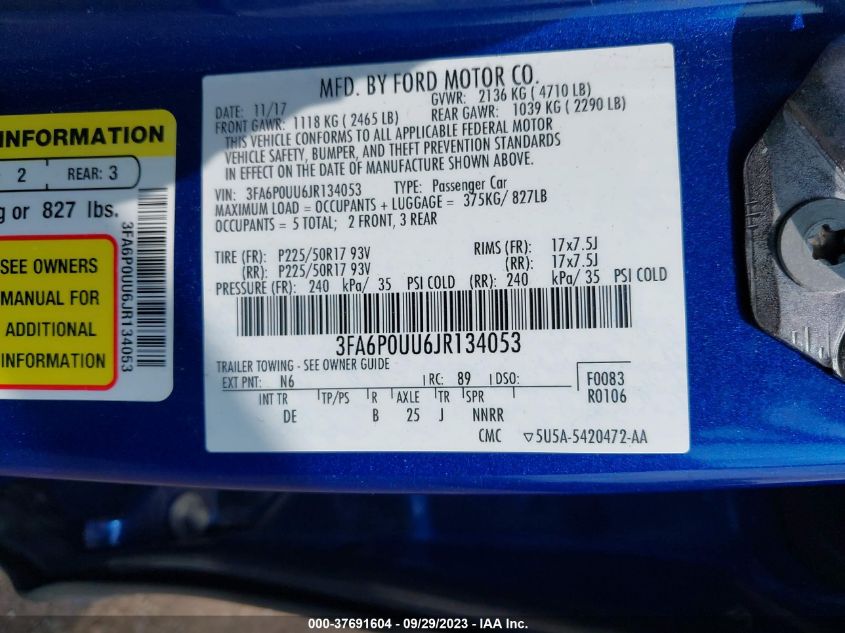 MFD. BY FORD MOTOR CO.
DATE: 11/17 GVWR: 2136 KG ( 4710 LB)
FRONT GAWR: 1118 KG ( 2465 LB) REAR GAWR: 1039 KG ( 2290 LB)
THIS VEHICLE CONFORMS TO ALL APPLICABLE FEDERAL MOTOR
VEHICLE SAFETY, BUMPER, AND THEFT PREVENTION STANDARDS
IN EFFECT ON THE DATE OF MANUFACTURE SHOWN ABOVE.
VIN: 3FA6P0UU6JR134053 TYPE: Passenger Car
MAXIMUM LOAD = OCCUPANTS + LUGGAGE = 375KG/ 827LB
OCCUPANTS = 5 TOTAL; 2 FRONT, 3 REAR
TIRE (FR): P225/50R17 93V RIMS (FR): 17x7.5J
(RR): P225/50R17 93V (RR): 17x7.5J
PRESSURE (FR): 240 kPa/ 35 PSI COLD (RR): 240 kPa/ 35 PSI COLD
3FA6P0UU6JR134053
TRAILER TOWING - SEE OWNER GUIDE
EXT PNT: N6 RC: 89 DSO: F0083
INT TR TP/PS R AXLE TR SPR R0106
DE B 25 J NNRR
CMC ▽5U5A-5420472-AA
INFORMATION
2 REAR: 3
g or 827 lbs.
SEE OWNERS
MANUAL FOR
ADDITIONAL
INFORMATION
3FA6P0UU6JR134053
000-37691604 - 09/29/2023 - IAA Inc.